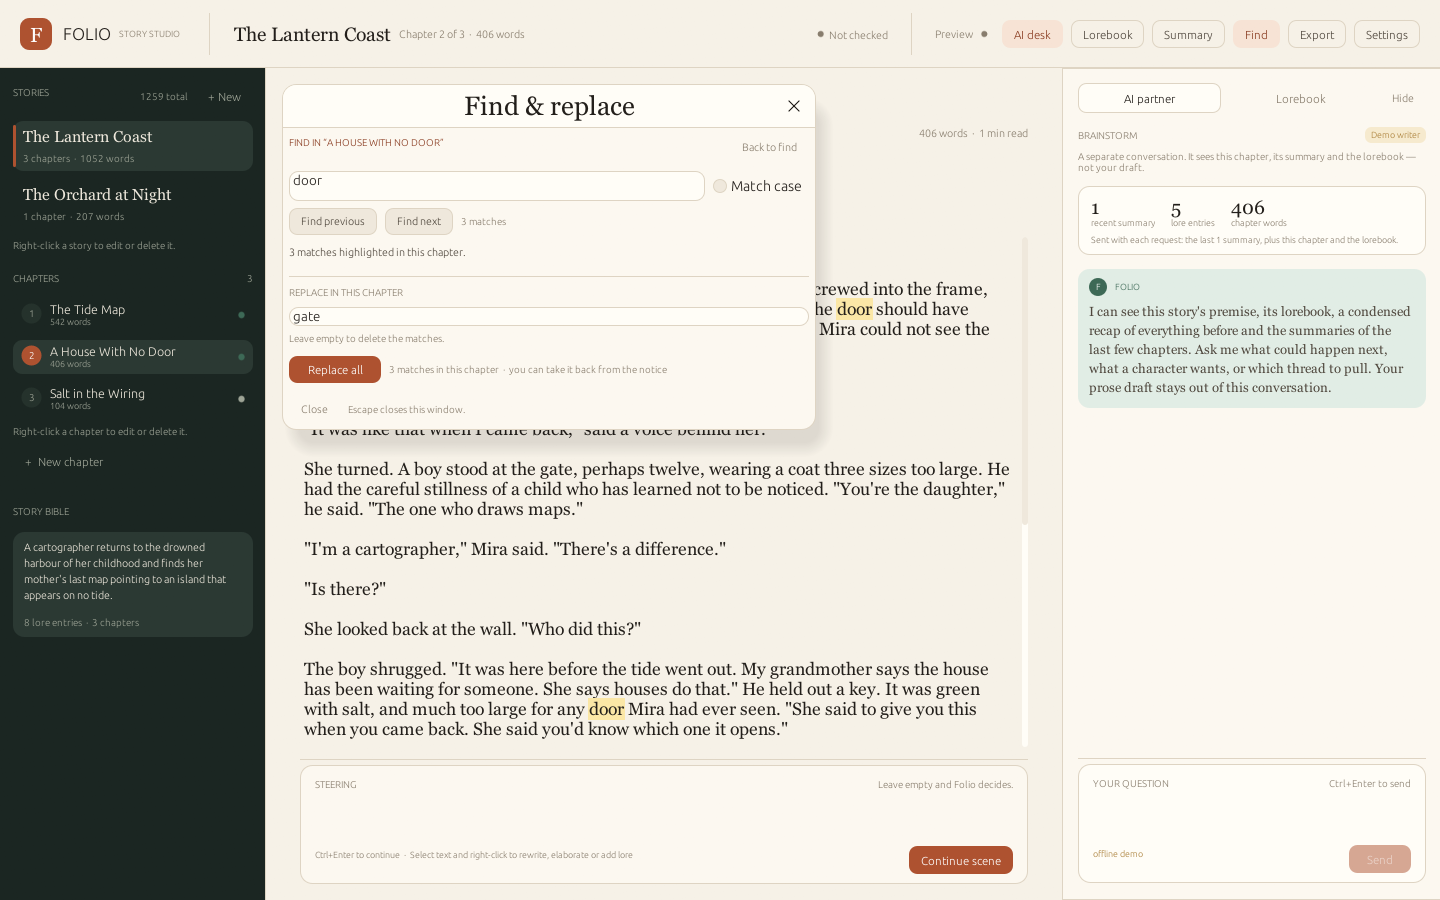 F FOLIO STORY STUDIO
The Lantern Coast Chapter 2 of 3 · 406 words
Not checked
Preview
AI desk
Lorebook
Summary
Find
Export
Settings
STORIES
1259 total
+ New
The Lantern Coast
3 chapters · 1052 words
The Orchard at Night
1 chapter · 207 words
Right-click a story to edit or delete it.
CHAPTERS 3
1 The Tide Map
542 words
2 A House With No Door
406 words
3 Salt in the Wiring
104 words
Right-click a chapter to edit or delete it.
+ New chapter
STORY BIBLE
A cartographer returns to the drowned
harbour of her childhood and finds her
mother's last map pointing to an island that
appears on no tide.
8 lore entries · 3 chapters
Find & replace
FIND IN "A HOUSE WITH NO DOOR"
Back to find
door
Match case
Find previous
Find next
3 matches
3 matches highlighted in this chapter.
REPLACE IN THIS CHAPTER
gate
Leave empty to delete the matches.
Replace all
3 matches in this chapter · you can take it back from the notice
Close
Escape closes this window.
406 words · 1 min read
crewed into the frame,
he door should have
Mira could not see the
"It was like that when I came back," said a voice behind her.
She turned. A boy stood at the gate, perhaps twelve, wearing a coat three sizes too large. He
had the careful stillness of a child who has learned not to be noticed. "You're the daughter,"
he said. "The one who draws maps."
"I'm a cartographer," Mira said. "There's a difference."
"Is there?"
She looked back at the wall. "Who did this?"
The boy shrugged. "It was here before the tide went out. My grandmother says the house
has been waiting for someone. She says houses do that." He held out a key. It was green
with salt, and much too large for any door Mira had ever seen. "She said to give you this
when you came back. She said you'd know which one it opens."
STEERING
Leave empty and Folio decides.
Ctrl+Enter to continue · Select text and right-click to rewrite, elaborate or add lore
Continue scene
AI partner
Lorebook
Hide
BRAINSTORM
Demo writer
A separate conversation. It sees this chapter, its summary and the lorebook —
not your draft.
1 5 406
recent summary lore entries chapter words
Sent with each request: the last 1 summary, plus this chapter and the lorebook.
F FOLIO
I can see this story's premise, its lorebook, a condensed
recap of everything before and the summaries of the
last few chapters. Ask me what could happen next,
what a character wants, or which thread to pull. Your
prose draft stays out of this conversation.
YOUR QUESTION
Ctrl+Enter to send
offline demo
Send